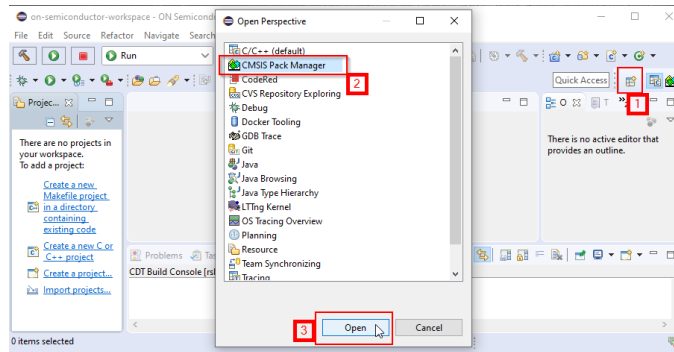 on-semiconductor-workspace - ON Semicond
File Edit Source Refactor Navigate Search
Run
Quick Access
1
Projec...
There are no projects in
your workspace.
To add a project:
Create a new
Makefile project
in a directory
containing
existing code
Create a new C or
C++ project
Create a project...
Import projects...
0 items selected
Open Perspective
C/C++ (default)
CMSIS Pack Manager
2
CodeRed
CVS Repository Exploring
Debug
Docker Tooling
GDB Trace
Git
Java
Java Browsing
Java Type Hierarchy
LTTng Kernel
OS Tracing Overview
Planning
Resource
Team Synchronizing
Tracing
3
Open
Cancel
Problems
CDT Build Console [rsl
O
T
There is no active editor that
provides an outline.